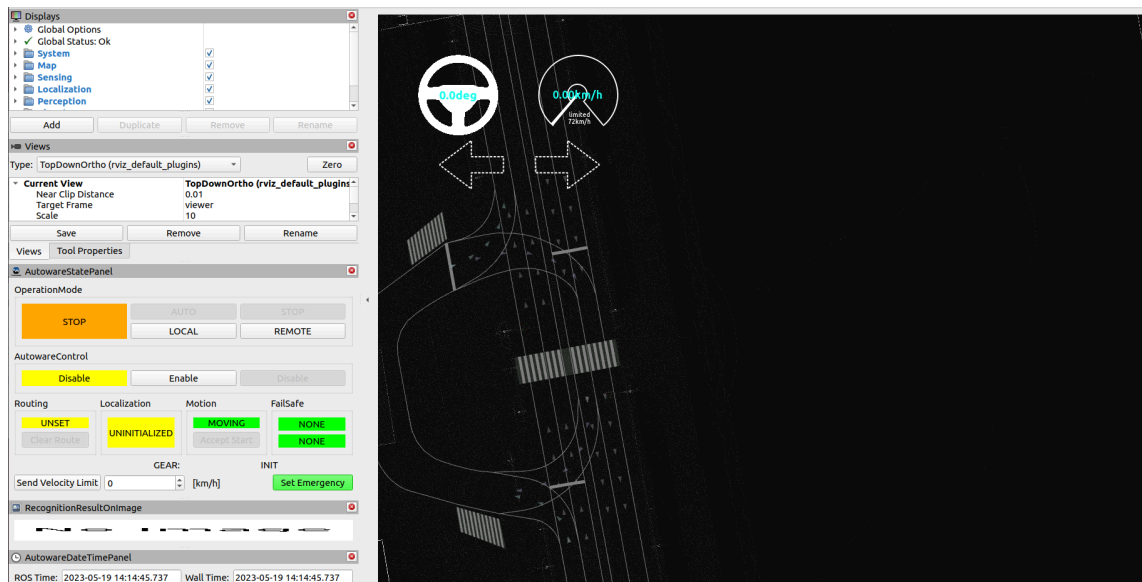 Displays
Global Options
Global Status: Ok
System
Map
Sensing
Localization
Perception
Add Duplicate Remove Rename
Views
Type: TopDownOrtho (rviz_default_plugins) Zero
Current View TopDownOrtho (rviz_default_plugins
Near Clip Distance 0.01
Target Frame viewer
Scale 10
Save Remove Rename
Views Tool Properties
AutowareStatePanel
OperationMode
STOP AUTO STOP
LOCAL REMOTE
AutowareControl
Disable Enable Disable
Routing Localization Motion FailSafe
UNSET UNINITIALIZED MOVING NONE
Clear Route Accept Start NONE
GEAR: INIT
Send Velocity Limit 0 [km/h] Set Emergency
RecognitionResultOnImage
No Image
AutowareDateTimePanel
ROS Time: 2023-05-19 14:14:45.737 Wall Time: 2023-05-19 14:14:45.737
0.0deg
0.00km/h
limited
72km/h